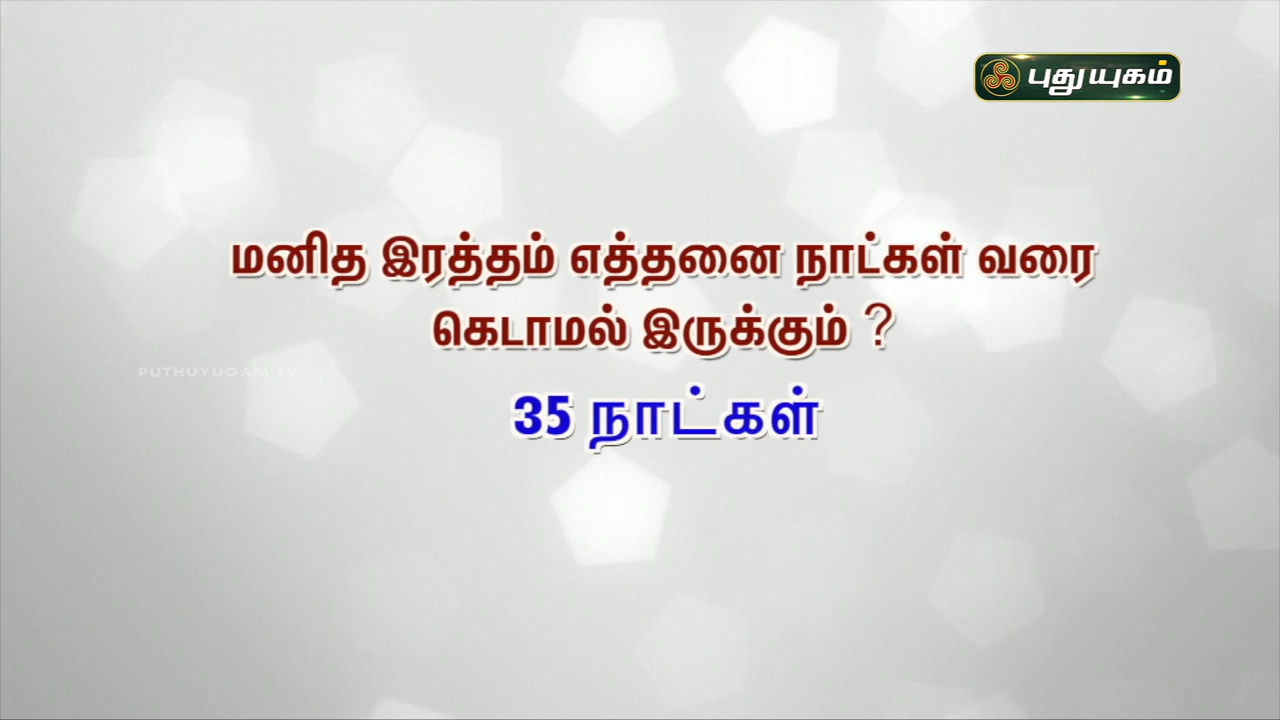 புதுயுகம்
மனித இரத்தம் எத்தனை நாட்கள் வரை
கெடாமல் இருக்கும் ?
PUTHUYUGAM TV
35 நாட்கள்